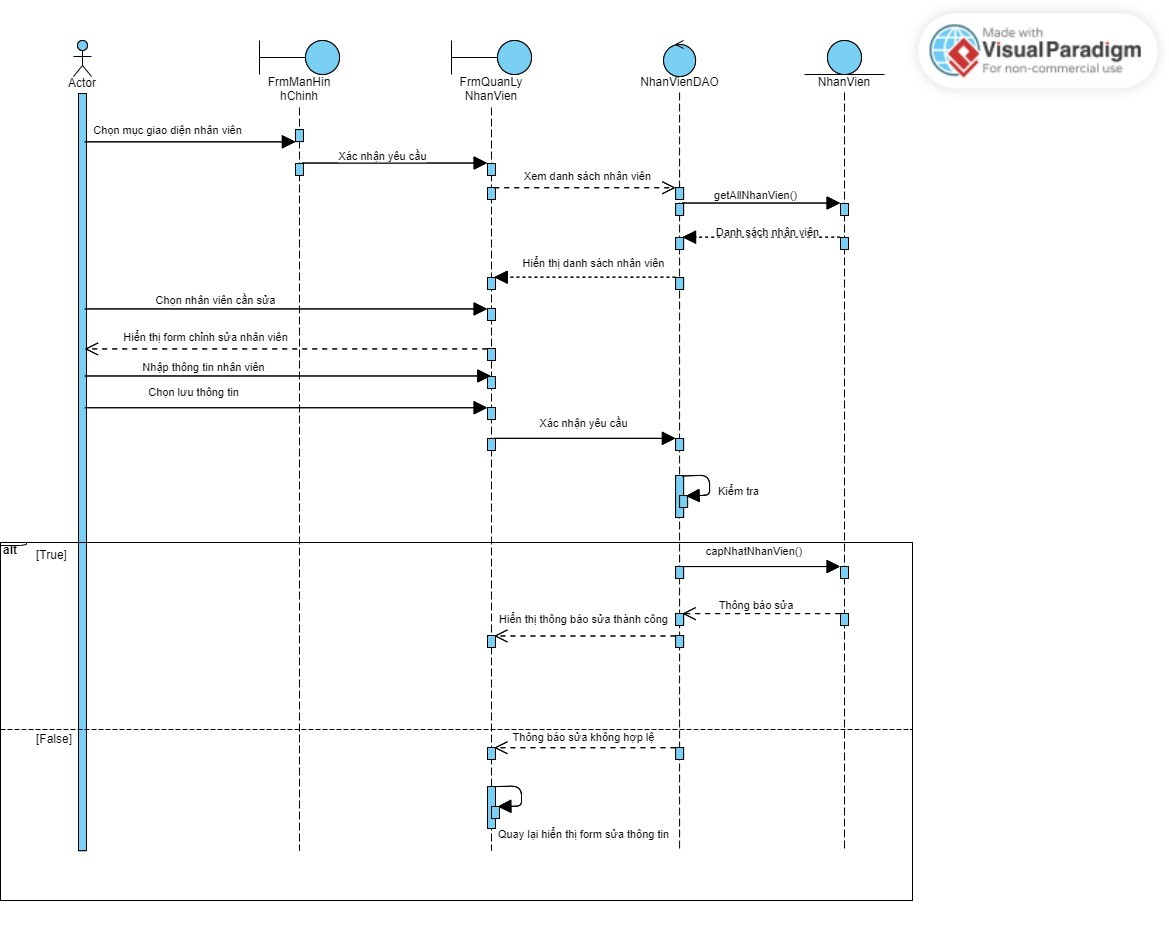 Made with
VisualParadigm
For non-commercial use
Actor
FrmManHin
hChinh
FrmQuanLy
NhanVien
NhanVienDAO
NhanVien
Chọn mục giao diện nhân viên
Xác nhận yêu cầu
Xem danh sách nhân viên
getAllNhanVien()
Danh sách nhân viên
Hiển thị danh sách nhân viên
Chọn nhân viên cần sửa
Hiển thị form chỉnh sửa nhân viên
Nhập thông tin nhân viên
Chọn lưu thông tin
Xác nhận yêu cầu
Kiểm tra
alt
[True]
capNhatNhanVien()
Thông báo sửa
Hiển thị thông báo sửa thành công
[False]
Thông báo sửa không hợp lệ
Quay lại hiển thị form sửa thông tin